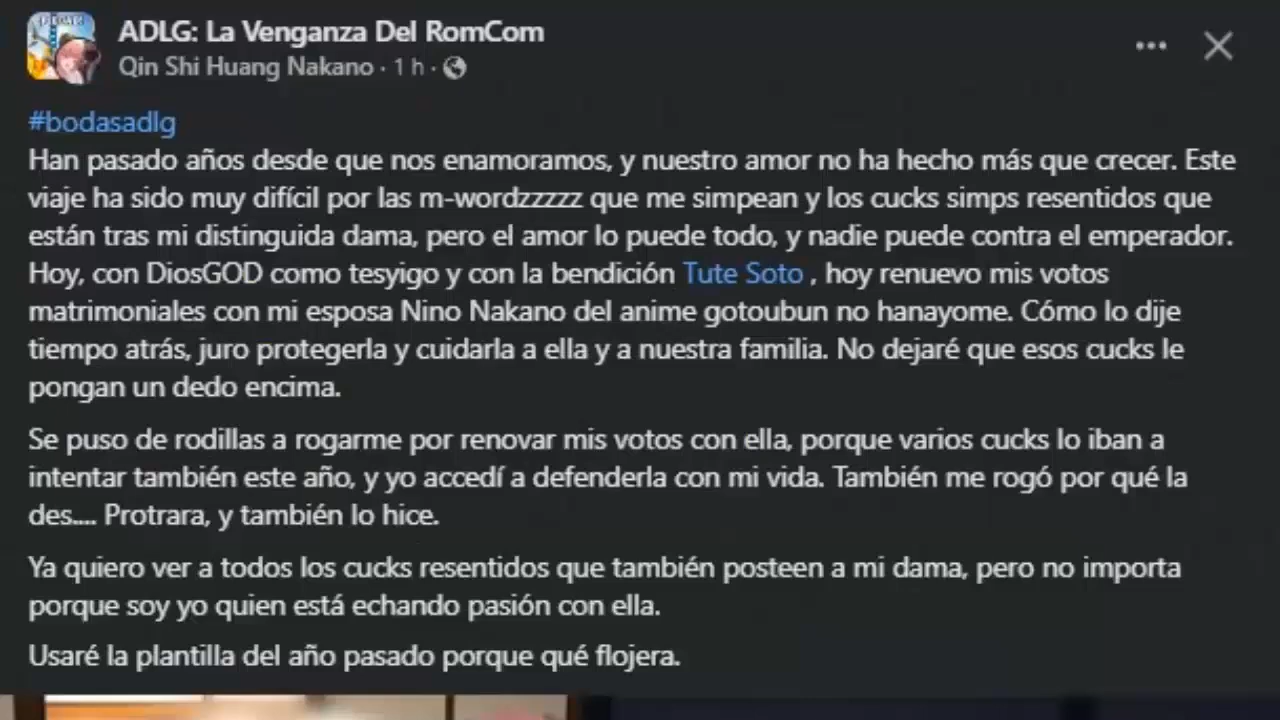 ADLG: La Venganza Del RomCom
Qin Shi Huang Nakano · 1 h ·
#bodasadlg
Han pasado años desde que nos enamoramos, y nuestro amor no ha hecho más que crecer. Este
viaje ha sido muy difícil por las m-wordzzzzz que me simpean y los cucks simps resentidos que
están tras mi distinguida dama, pero el amor lo puede todo, y nadie puede contra el emperador.
Hoy, con DiosGOD como tesyigo y con la bendición Tute Soto , hoy renuevo mis votos
matrimoniales con mi esposa Nino Nakano del anime gotoubun no hanayome. Cómo lo dije
tiempo atrás, juro protegerla y cuidarla a ella y a nuestra familia. No dejaré que esos cucks le
pongan un dedo encima.
Se puso de rodillas a rogarme por renovar mis votos con ella, porque varios cucks lo iban a
intentar también este año, y yo accedí a defenderla con mi vida. También me rogó por qué la
des.... Protrara, y también lo hice.
Ya quiero ver a todos los cucks resentidos que también posteen a mi dama, pero no importa
porque soy yo quien está echando pasión con ella.
Usaré la plantilla del año pasado porque qué flojera.